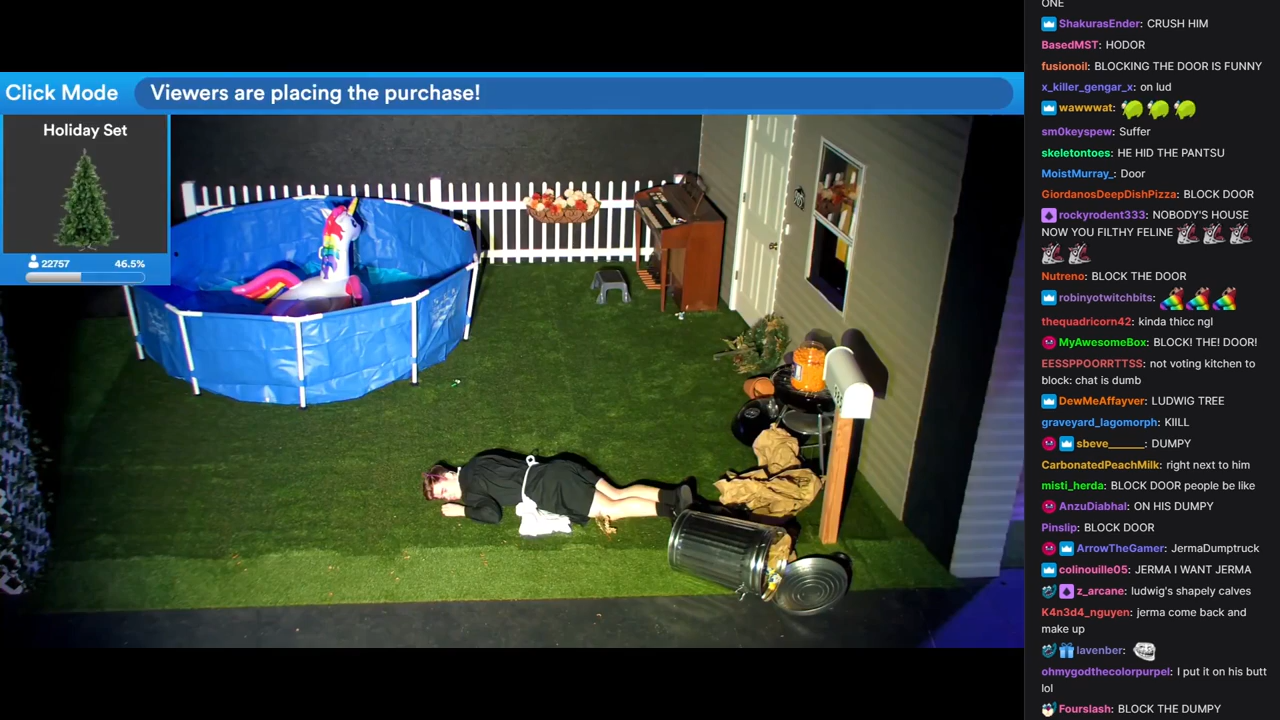 ONE
ShakurasEnder: CRUSH HIM
BasedMST: HODOR
fusionoil: BLOCKING THE DOOR IS FUNNY
x_killer_gengar_x: on lud
wawwwat:
sm0keyspew: Suffer
skeletontoes: HE HID THE PANTSU
MoistMurray_: Door
GiordanosDeepDishPizza: BLOCK DOOR
rockyrodent333: NOBODY'S HOUSE
NOW YOU FILTHY FELINE
Nutreno: BLOCK THE DOOR
robinyotwitchbits:
thequadricorn42: kinda thicc ngl
MyAwesomeBox: BLOCK! THE! DOOR!
EESSPPOORRTTSS: not voting kitchen to
block: chat is dumb
DewMeAffayver: LUDWIG TREE
graveyard_lagomorph: KIILL
sbeve_______: DUMPY
CarbonatedPeachMilk: right next to him
misti_herda: BLOCK DOOR people be like
AnzuDiabhal: ON HIS DUMPY
Pinslip: BLOCK DOOR
ArrowTheGamer: JermaDumptruck
colinouille05: JERMA I WANT JERMA
z_arcane: ludwig's shapely calves
K4n3d4_nguyen: jerma come back and
make up
lavenber:
ohmygodthecolorpurpel: I put it on his butt
lol
Fourslash: BLOCK THE DUMPY
Click Mode
Viewers are placing the purchase!
Holiday Set
22757
46.5%